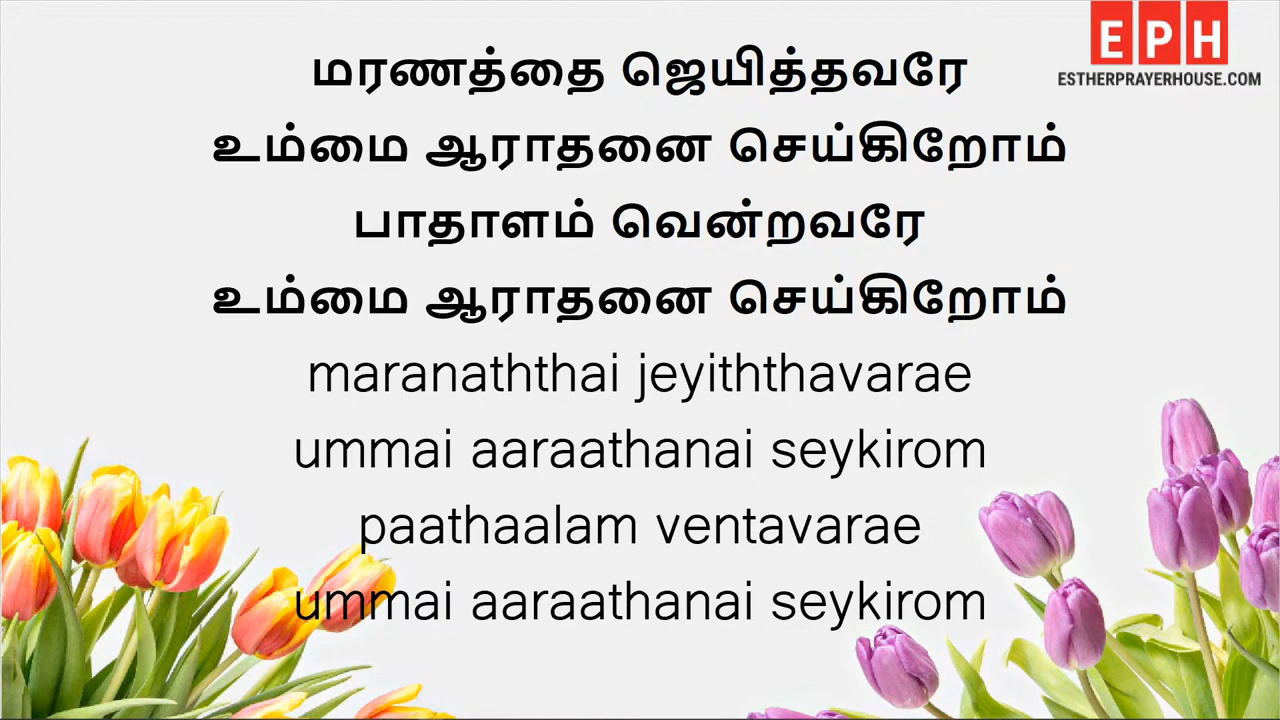 EPH
ESTHERPRAYERHOUSE.COM
மரணத்தை ஜெயித்தவரே
உம்மை ஆராதனை செய்கிறோம்
பாதாளம் வென்றவரே
உம்மை ஆராதனை செய்கிறோம்
maranaththai jeyiththavarae
ummai aaraathanai seykirom
paathaalam ventavarae
ummai aaraathanai seykirom